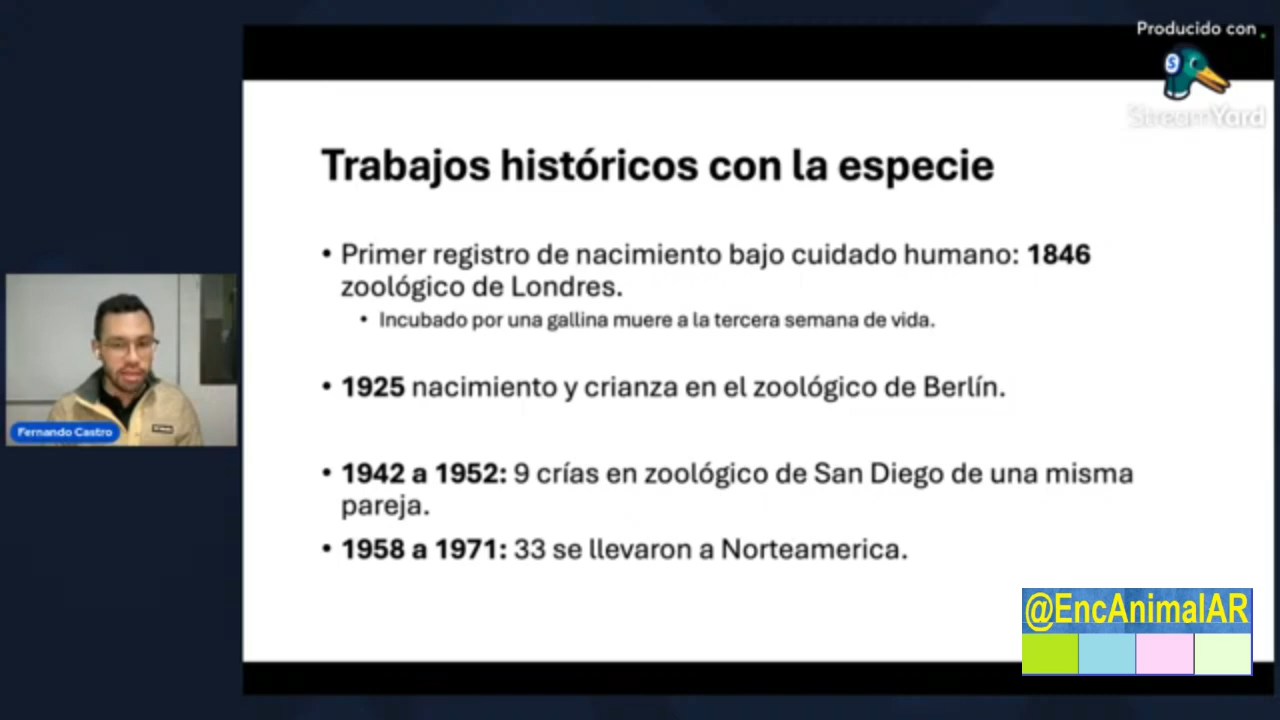 Producido con
StreamYard
Trabajos históricos con la especie
• Primer registro de nacimiento bajo cuidado humano: 1846
zoológico de Londres.
• Incubado por una gallina muere a la tercera semana de vida.
• 1925 nacimiento y crianza en el zoológico de Berlín.
• 1942 a 1952: 9 crías en zoológico de San Diego de una misma
pareja.
• 1958 a 1971: 33 se llevaron a Norteamerica.
Fernando Castro
@EncAnimalAR